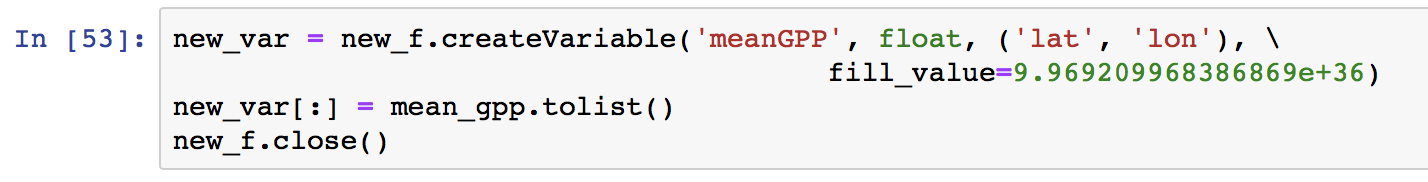 In [53]: new_var = new_f.createVariable('meanGPP', float, ('lat', 'lon'), \
fill_value=9.969209968386869e+36)
new_var[:] = mean_gpp.tolist()
new_f.close()